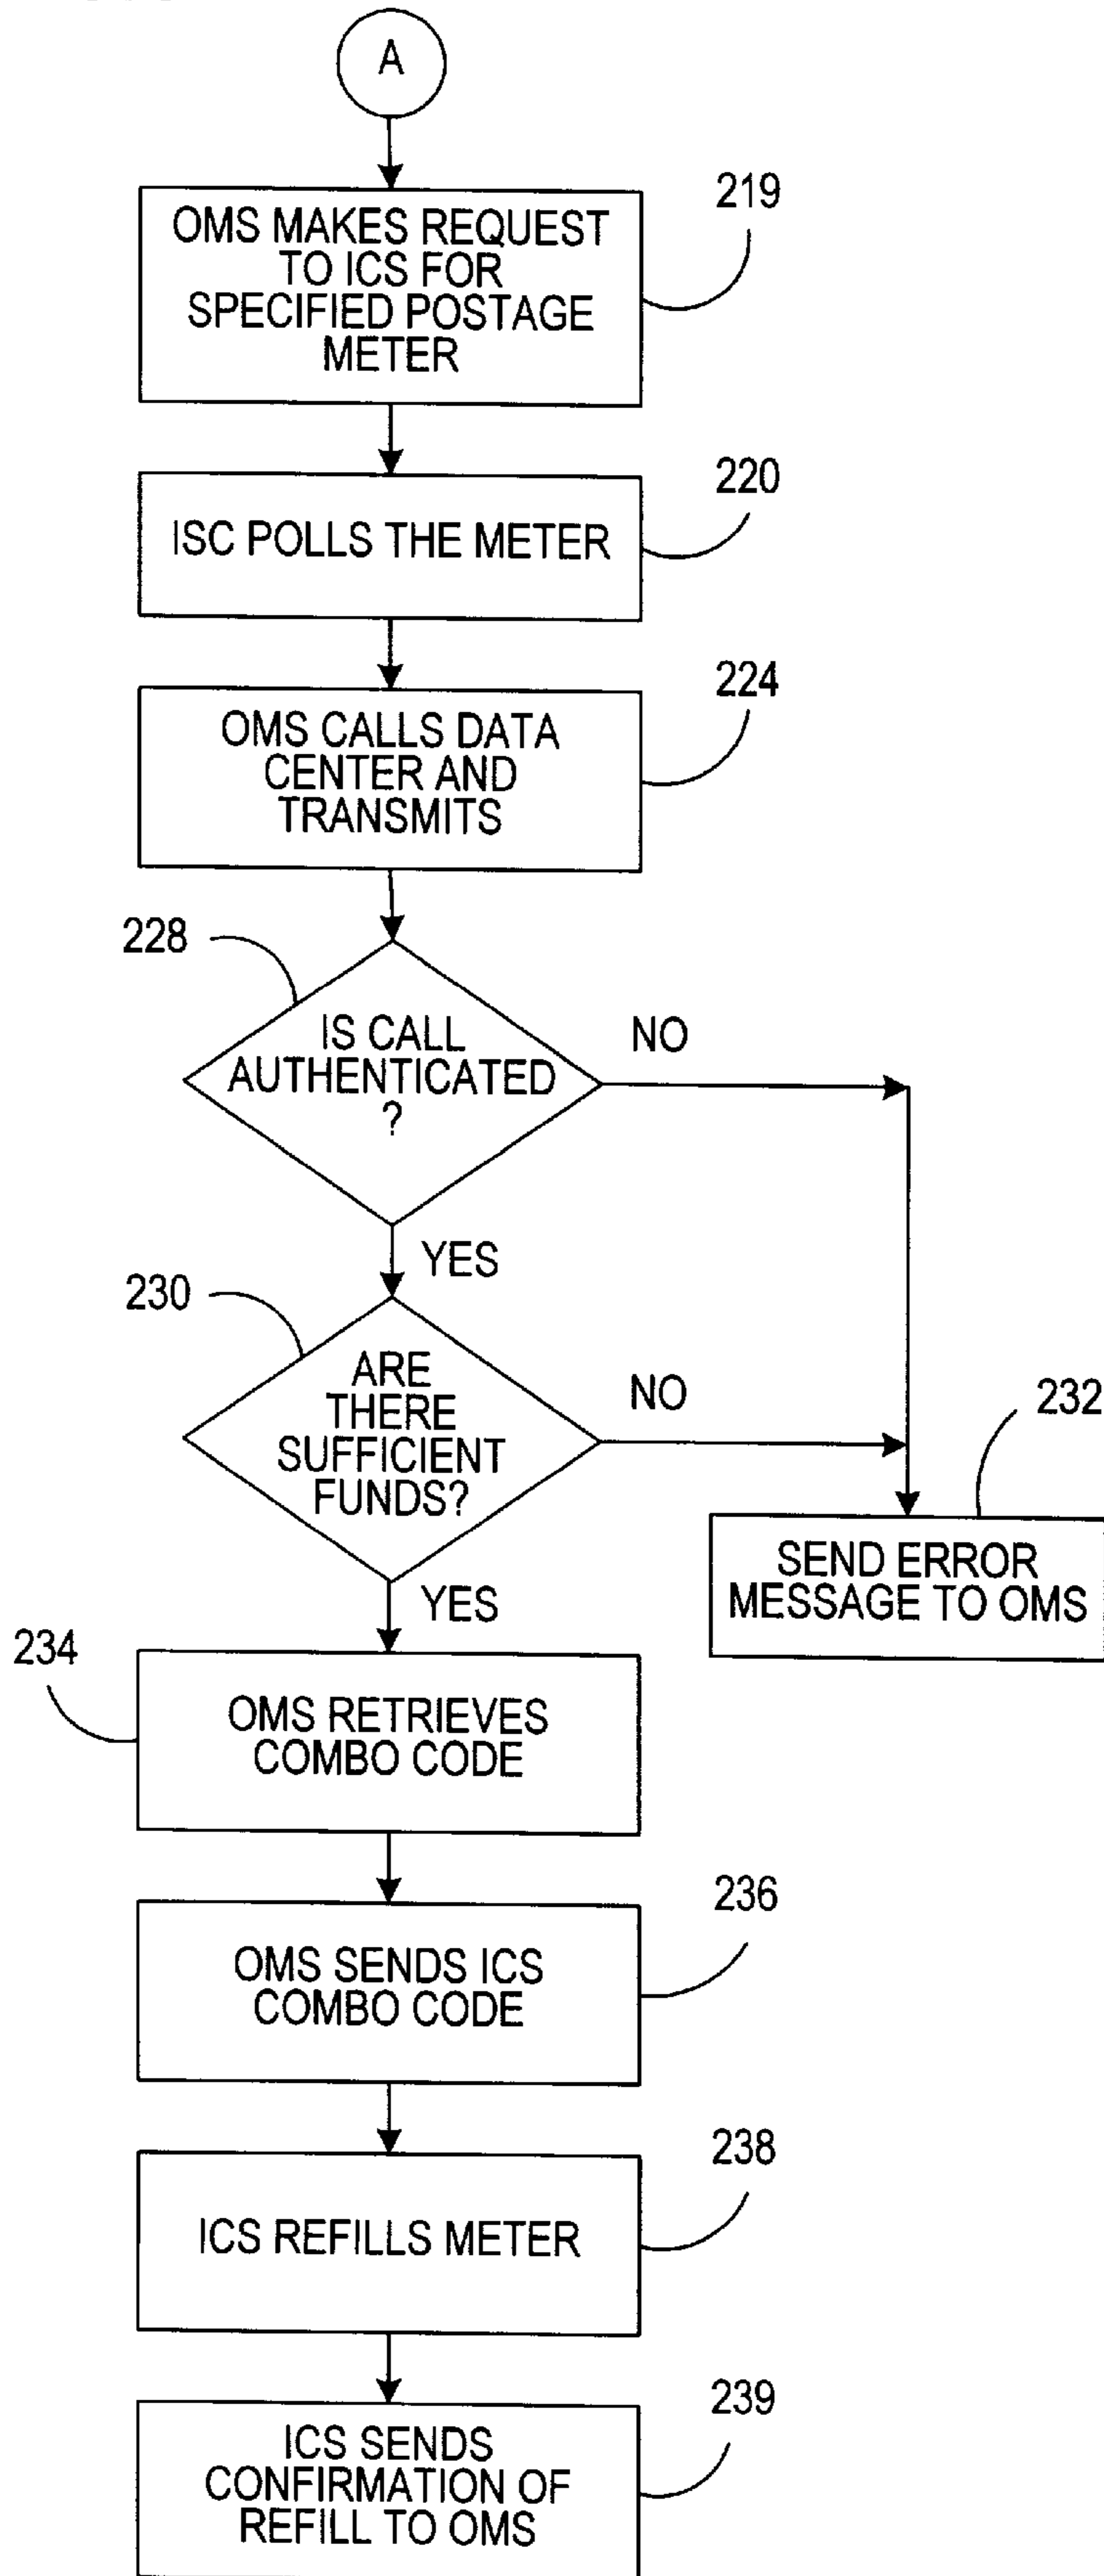 A
OMS MAKES REQUEST
TO ICS FOR
SPECIFIED POSTAGE
METER
219
ISC POLLS THE METER
220
OMS CALLS DATA
CENTER AND
TRANSMITS
224
228
IS CALL
AUTHENTICATED
?
NO
YES
230
ARE
THERE
SUFFICIENT
FUNDS?
NO
232
SEND ERROR
MESSAGE TO OMS
YES
234
OMS RETRIEVES
COMBO CODE
236
OMS SENDS ICS
COMBO CODE
238
ICS REFILLS METER
239
ICS SENDS
CONFIRMATION OF
REFILL TO OMS